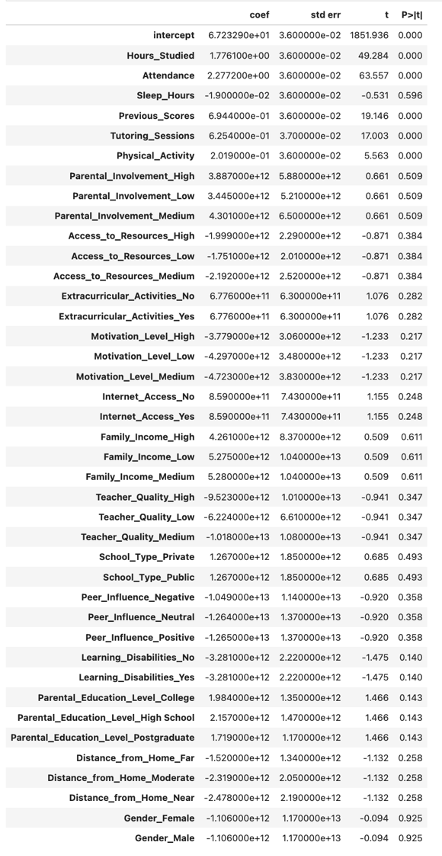 coef std err t P>|t|
intercept 6.723290e+01 3.600000e-02 1851.936 0.000
Hours_Studied 1.776100e+00 3.600000e-02 49.284 0.000
Attendance 2.277200e+00 3.600000e-02 63.557 0.000
Sleep_Hours -1.900000e-02 3.600000e-02 -0.531 0.596
Previous_Scores 6.944000e-01 3.600000e-02 19.146 0.000
Tutoring_Sessions 6.254000e-01 3.700000e-02 17.003 0.000
Physical_Activity 2.019000e-01 3.600000e-02 5.563 0.000
Parental_Involvement_High 3.887000e+12 5.880000e+12 0.661 0.509
Parental_Involvement_Low 3.445000e+12 5.210000e+12 0.661 0.509
Parental_Involvement_Medium 4.301000e+12 6.500000e+12 0.661 0.509
Access_to_Resources_High -1.999000e+12 2.290000e+12 -0.871 0.384
Access_to_Resources_Low -1.751000e+12 2.010000e+12 -0.871 0.384
Access_to_Resources_Medium -2.192000e+12 2.520000e+12 -0.871 0.384
Extracurricular_Activities_No 6.776000e+11 6.300000e+11 1.076 0.282
Extracurricular_Activities_Yes 6.776000e+11 6.300000e+11 1.076 0.282
Motivation_Level_High -3.779000e+12 3.060000e+12 -1.233 0.217
Motivation_Level_Low -4.297000e+12 3.480000e+12 -1.233 0.217
Motivation_Level_Medium -4.723000e+12 3.830000e+12 -1.233 0.217
Internet_Access_No 8.590000e+11 7.430000e+11 1.155 0.248
Internet_Access_Yes 8.590000e+11 7.430000e+11 1.155 0.248
Family_Income_High 4.261000e+12 8.370000e+12 0.509 0.611
Family_Income_Low 5.275000e+12 1.040000e+13 0.509 0.611
Family_Income_Medium 5.280000e+12 1.040000e+13 0.509 0.611
Teacher_Quality_High -9.523000e+12 1.010000e+13 -0.941 0.347
Teacher_Quality_Low -6.224000e+12 6.610000e+12 -0.941 0.347
Teacher_Quality_Medium -1.018000e+13 1.080000e+13 -0.941 0.347
School_Type_Private 1.267000e+12 1.850000e+12 0.685 0.493
School_Type_Public 1.267000e+12 1.850000e+12 0.685 0.493
Peer_Influence_Negative -1.049000e+13 1.140000e+13 -0.920 0.358
Peer_Influence_Neutral -1.264000e+13 1.370000e+13 -0.920 0.358
Peer_Influence_Positive -1.265000e+13 1.370000e+13 -0.920 0.358
Learning_Disabilities_No -3.281000e+12 2.220000e+12 -1.475 0.140
Learning_Disabilities_Yes -3.281000e+12 2.220000e+12 -1.475 0.140
Parental_Education_Level_College 1.984000e+12 1.350000e+12 1.466 0.143
Parental_Education_Level_High School 2.157000e+12 1.470000e+12 1.466 0.143
Parental_Education_Level_Postgraduate 1.719000e+12 1.170000e+12 1.466 0.143
Distance_from_Home_Far -1.520000e+12 1.340000e+12 -1.132 0.258
Distance_from_Home_Moderate -2.319000e+12 2.050000e+12 -1.132 0.258
Distance_from_Home_Near -2.478000e+12 2.190000e+12 -1.132 0.258
Gender_Female -1.106000e+12 1.170000e+13 -0.094 0.925
Gender_Male -1.106000e+12 1.170000e+13 -0.094 0.925